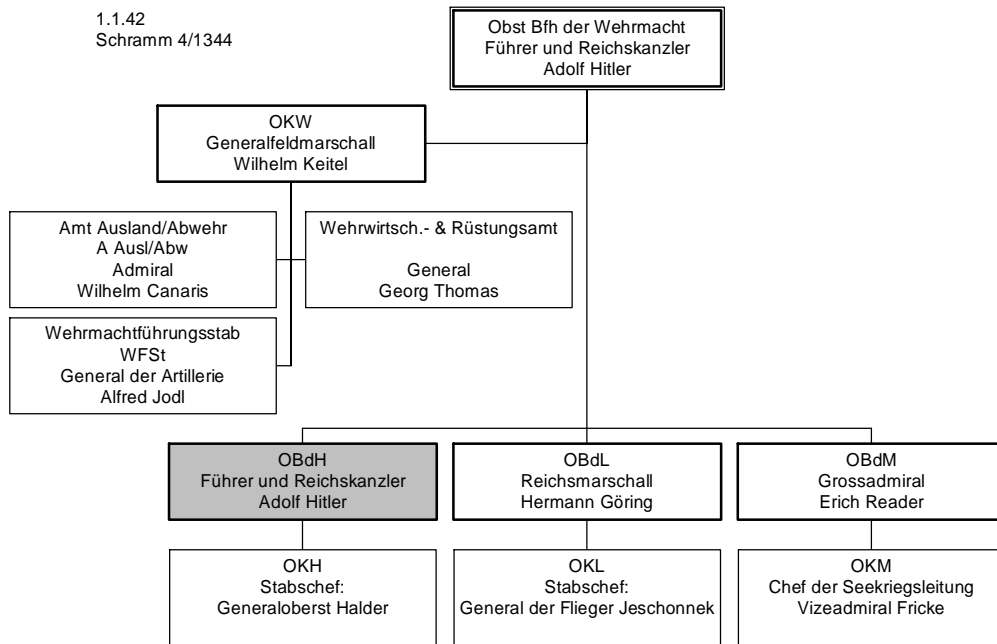 1.1.42
Schramm 4/1344
Obst Bfh der Wehrmacht
Führer und Reichskanzler
Adolf Hitler
OKW
Generalfeldmarschall
Wilhelm Keitel
Amt Ausland/Abwehr
A Ausl/Abw
Admiral
Wilhelm Canaris
Wehrwirtsch.- & Rüstungsamt
General
Georg Thomas
Wehrmachtführungsstab
WFSt
General der Artillerie
Alfred Jodl
OBdH
Führer und Reichskanzler
Adolf Hitler
OBdL
Reichsmarschall
Hermann Göring
OBdM
Grossadmiral
Erich Reader
OKH
Stabschef:
Generaloberst Halder
OKL
Stabschef:
General der Flieger Jeschonnek
OKM
Chef der Seekriegsleitung
Vizeadmiral Fricke